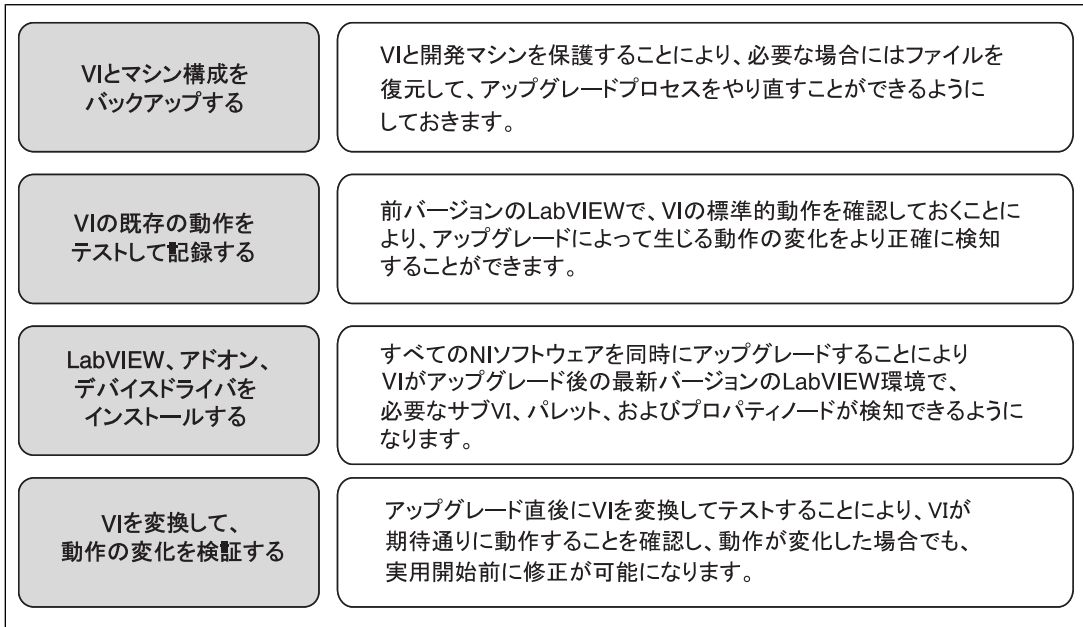 VIとマシン構成を
バックアップする
VIと開発マシンを保護することにより、必要な場合にはファイルを
復元して、アップグレードプロセスをやり直すことができるように
しておきます。
VIの既存の動作を
テストして記録する
前バージョンのLabVIEWで、VIの標準的動作を確認しておくことに
より、アップグレードによって生じる動作の変化をより正確に検知
することができます。
LabVIEW、アドオン、
デバイスドライバを
インストールする
すべてのNIソフトウェアを同時にアップグレードすることにより
VIがアップグレード後の最新バージョンのLabVIEW環境で、
必要なサブVI、パレット、およびプロパティノードが検知できるように
なります。
VIを変換して、
動作の変化を検証する
アップグレード直後にVIを変換してテストすることにより、VIが
期待通りに動作することを確認し、動作が変化した場合でも、
実用開始前に修正が可能になります。